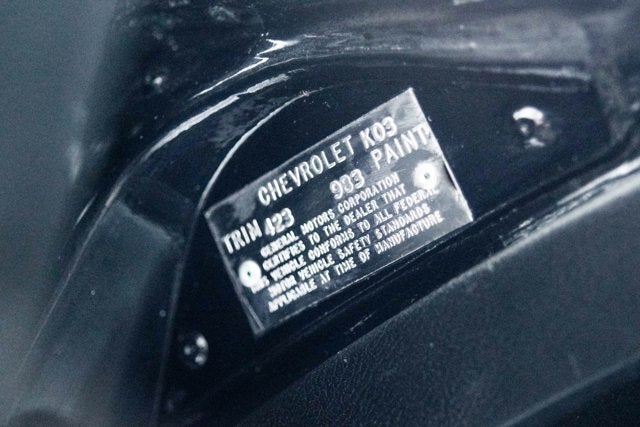 CHEVROLET K03
TRIM 423 983 PAINT
GENERAL MOTORS CORPORATION
CERTIFIES TO THE DEALER THAT
THIS VEHICLE CONFORMS TO ALL FEDERAL
MOTOR VEHICLE SAFETY STANDARDS
APPLICABLE AT TIME OF MANUFACTURE